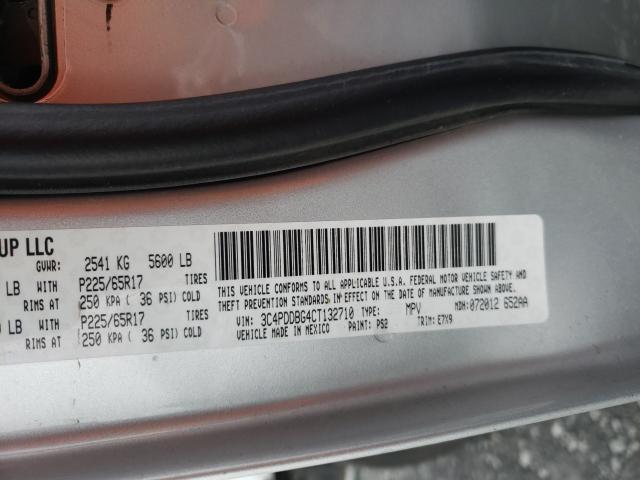 UP LLC
GVWR: 2541 KG 5600 LB
LB WITH P225/65R17 TIRES
RIMS AT 250 KPA ( 36 PSI) COLD
LB WITH P225/65R17 TIRES
RIMS AT 250 KPA ( 36 PSI) COLD
THIS VEHICLE CONFORMS TO ALL APPLICABLE U.S.A. FEDERAL MOTOR VEHICLE SAFETY AND
THEFT PREVENTION STANDARDS IN EFFECT ON THE DATE OF MANUFACTURE SHOWN ABOVE.
VIN: 3C4PDDBG4CT132710 TYPE: MPV MDH: 072012 652AA
MADE IN MEXICO PAINT: PS2 TRIM: E7X9